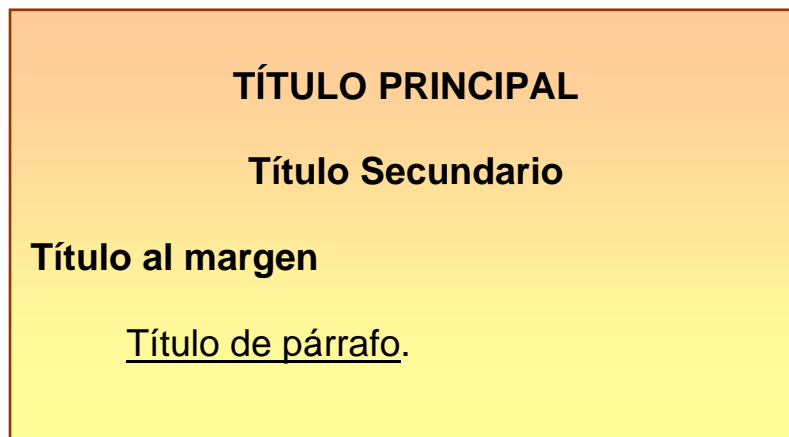 TÍTULO PRINCIPAL
Título Secundario
Título al margen
Título de párrafo.